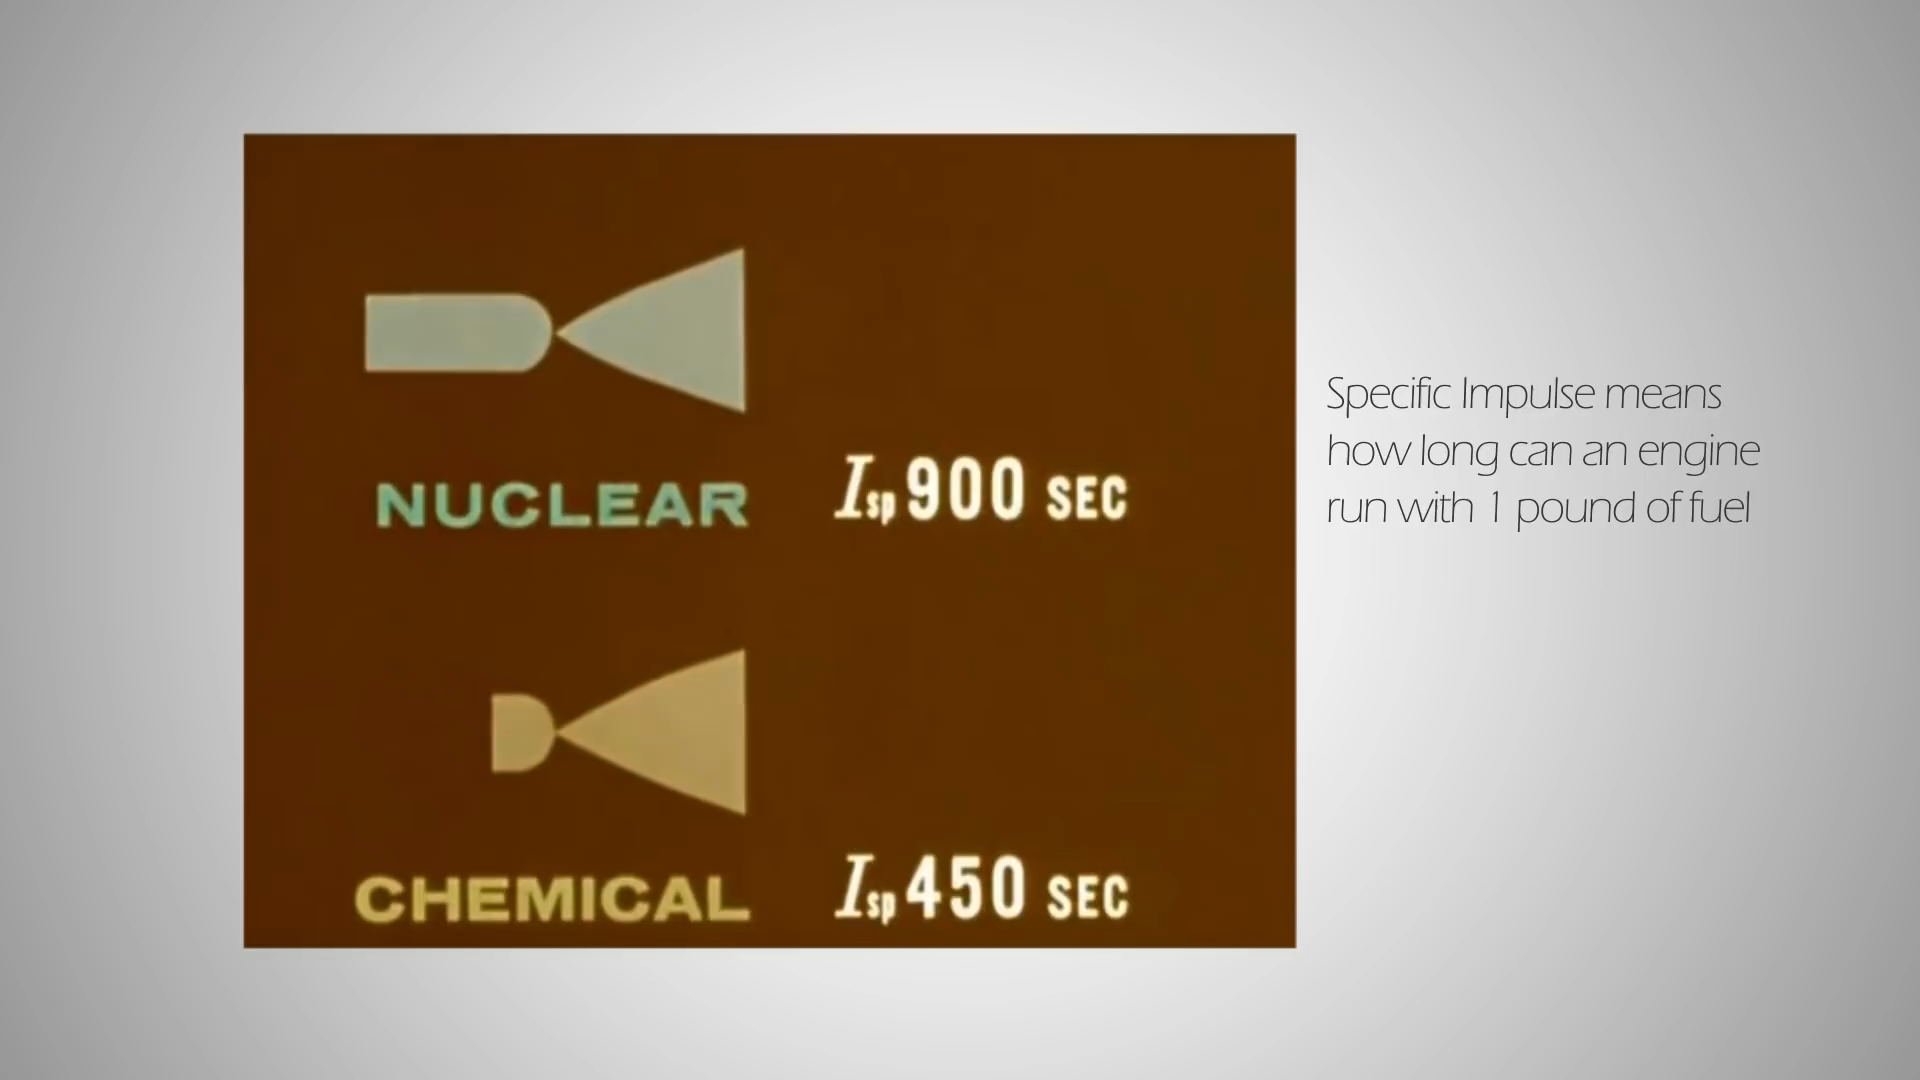 NUCLEAR
Isp 900 SEC
CHEMICAL
Isp 450 SEC
Specific Impulse means
how long can an engine
run with 1 pound of fuel